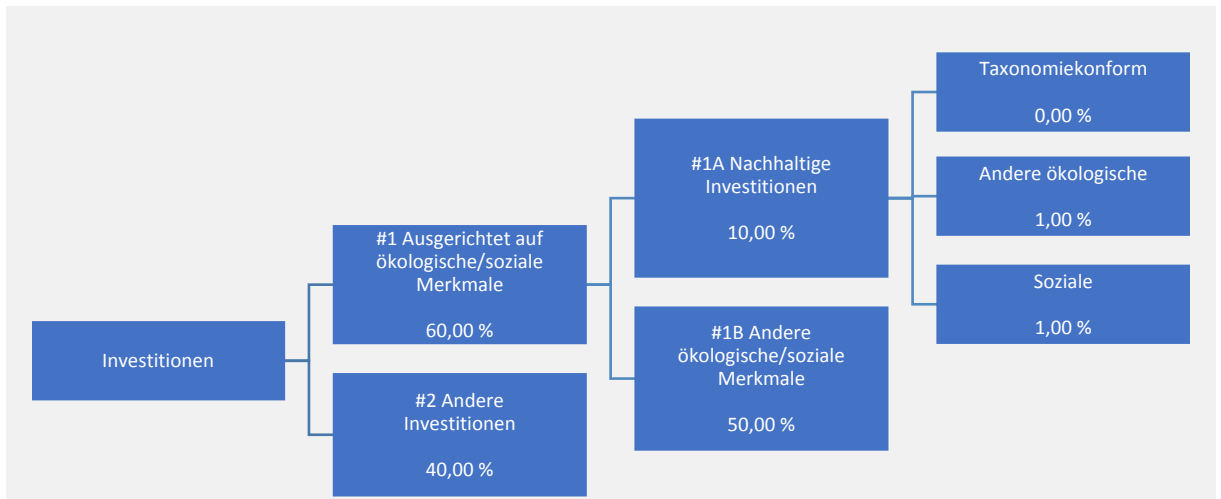 Investitionen
#1 Ausgerichtet auf
ökologische/soziale
Merkmale
60,00 %
#2 Andere
Investitionen
40,00 %
#1A Nachhaltige
Investitionen
10,00 %
#1B Andere
ökologische/soziale
Merkmale
50,00 %
Taxonomiekonform
0,00 %
Andere ökologische
1,00 %
Soziale
1,00 %